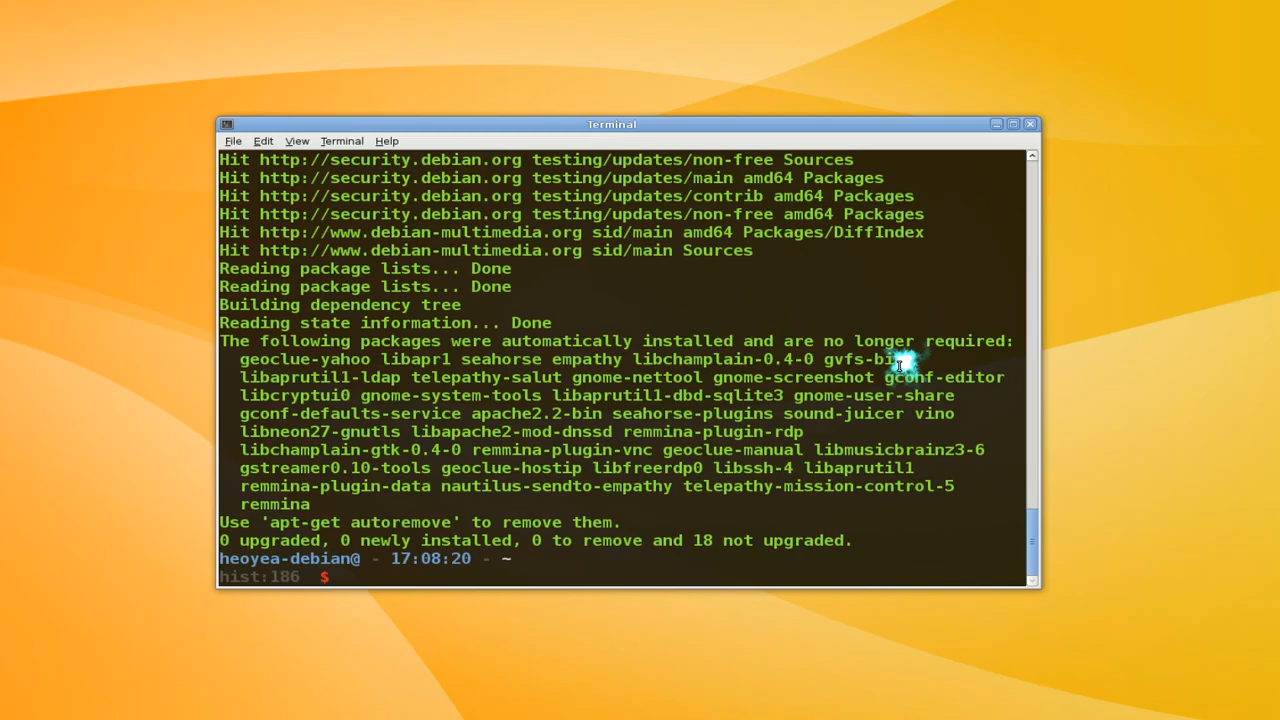 Terminal
File Edit View Terminal Help
Hit http://security.debian.org testing/updates/non-free Sources
Hit http://security.debian.org testing/updates/main amd64 Packages
Hit http://security.debian.org testing/updates/contrib amd64 Packages
Hit http://security.debian.org testing/updates/non-free amd64 Packages
Hit http://www.debian-multimedia.org sid/main amd64 Packages/DiffIndex
Hit http://www.debian-multimedia.org sid/main Sources
Reading package lists... Done
Reading package lists... Done
Building dependency tree
Reading state information... Done
The following packages were automatically installed and are no longer required:
geoclue-yahoo libapr1 seahorse empathy libchamplain-0.4-0
libaprutil1-ldap telepathy-salut gnome-nettool gnome-screenshot gconf-editor
libcryptui0 gnome-system-tools libaprutil1-dbd-sqlite3 gnome-user-share
gconf-defaults-service apache2.2-bin seahorse-plugins sound-juicer vino
libneon27-gnutls libapache2-mod-dnssd remmina-plugin-rdp
libchamplain-gtk-0.4-0 remmina-plugin-vnc geoclue-manual libmusicbrainz3-6
gstreamer0.10-tools geoclue-hostip libfreerdp0 libssh-4 libaprutil1
remmina-plugin-data nautilus-sendto-empathy telepathy-mission-control-5
remmina
Use 'apt-get autoremove' to remove them.
0 upgraded, 0 newly installed, 0 to remove and 18 not upgraded.
heoyea-debian@ - 17:08:20 - ~
hist:186 $